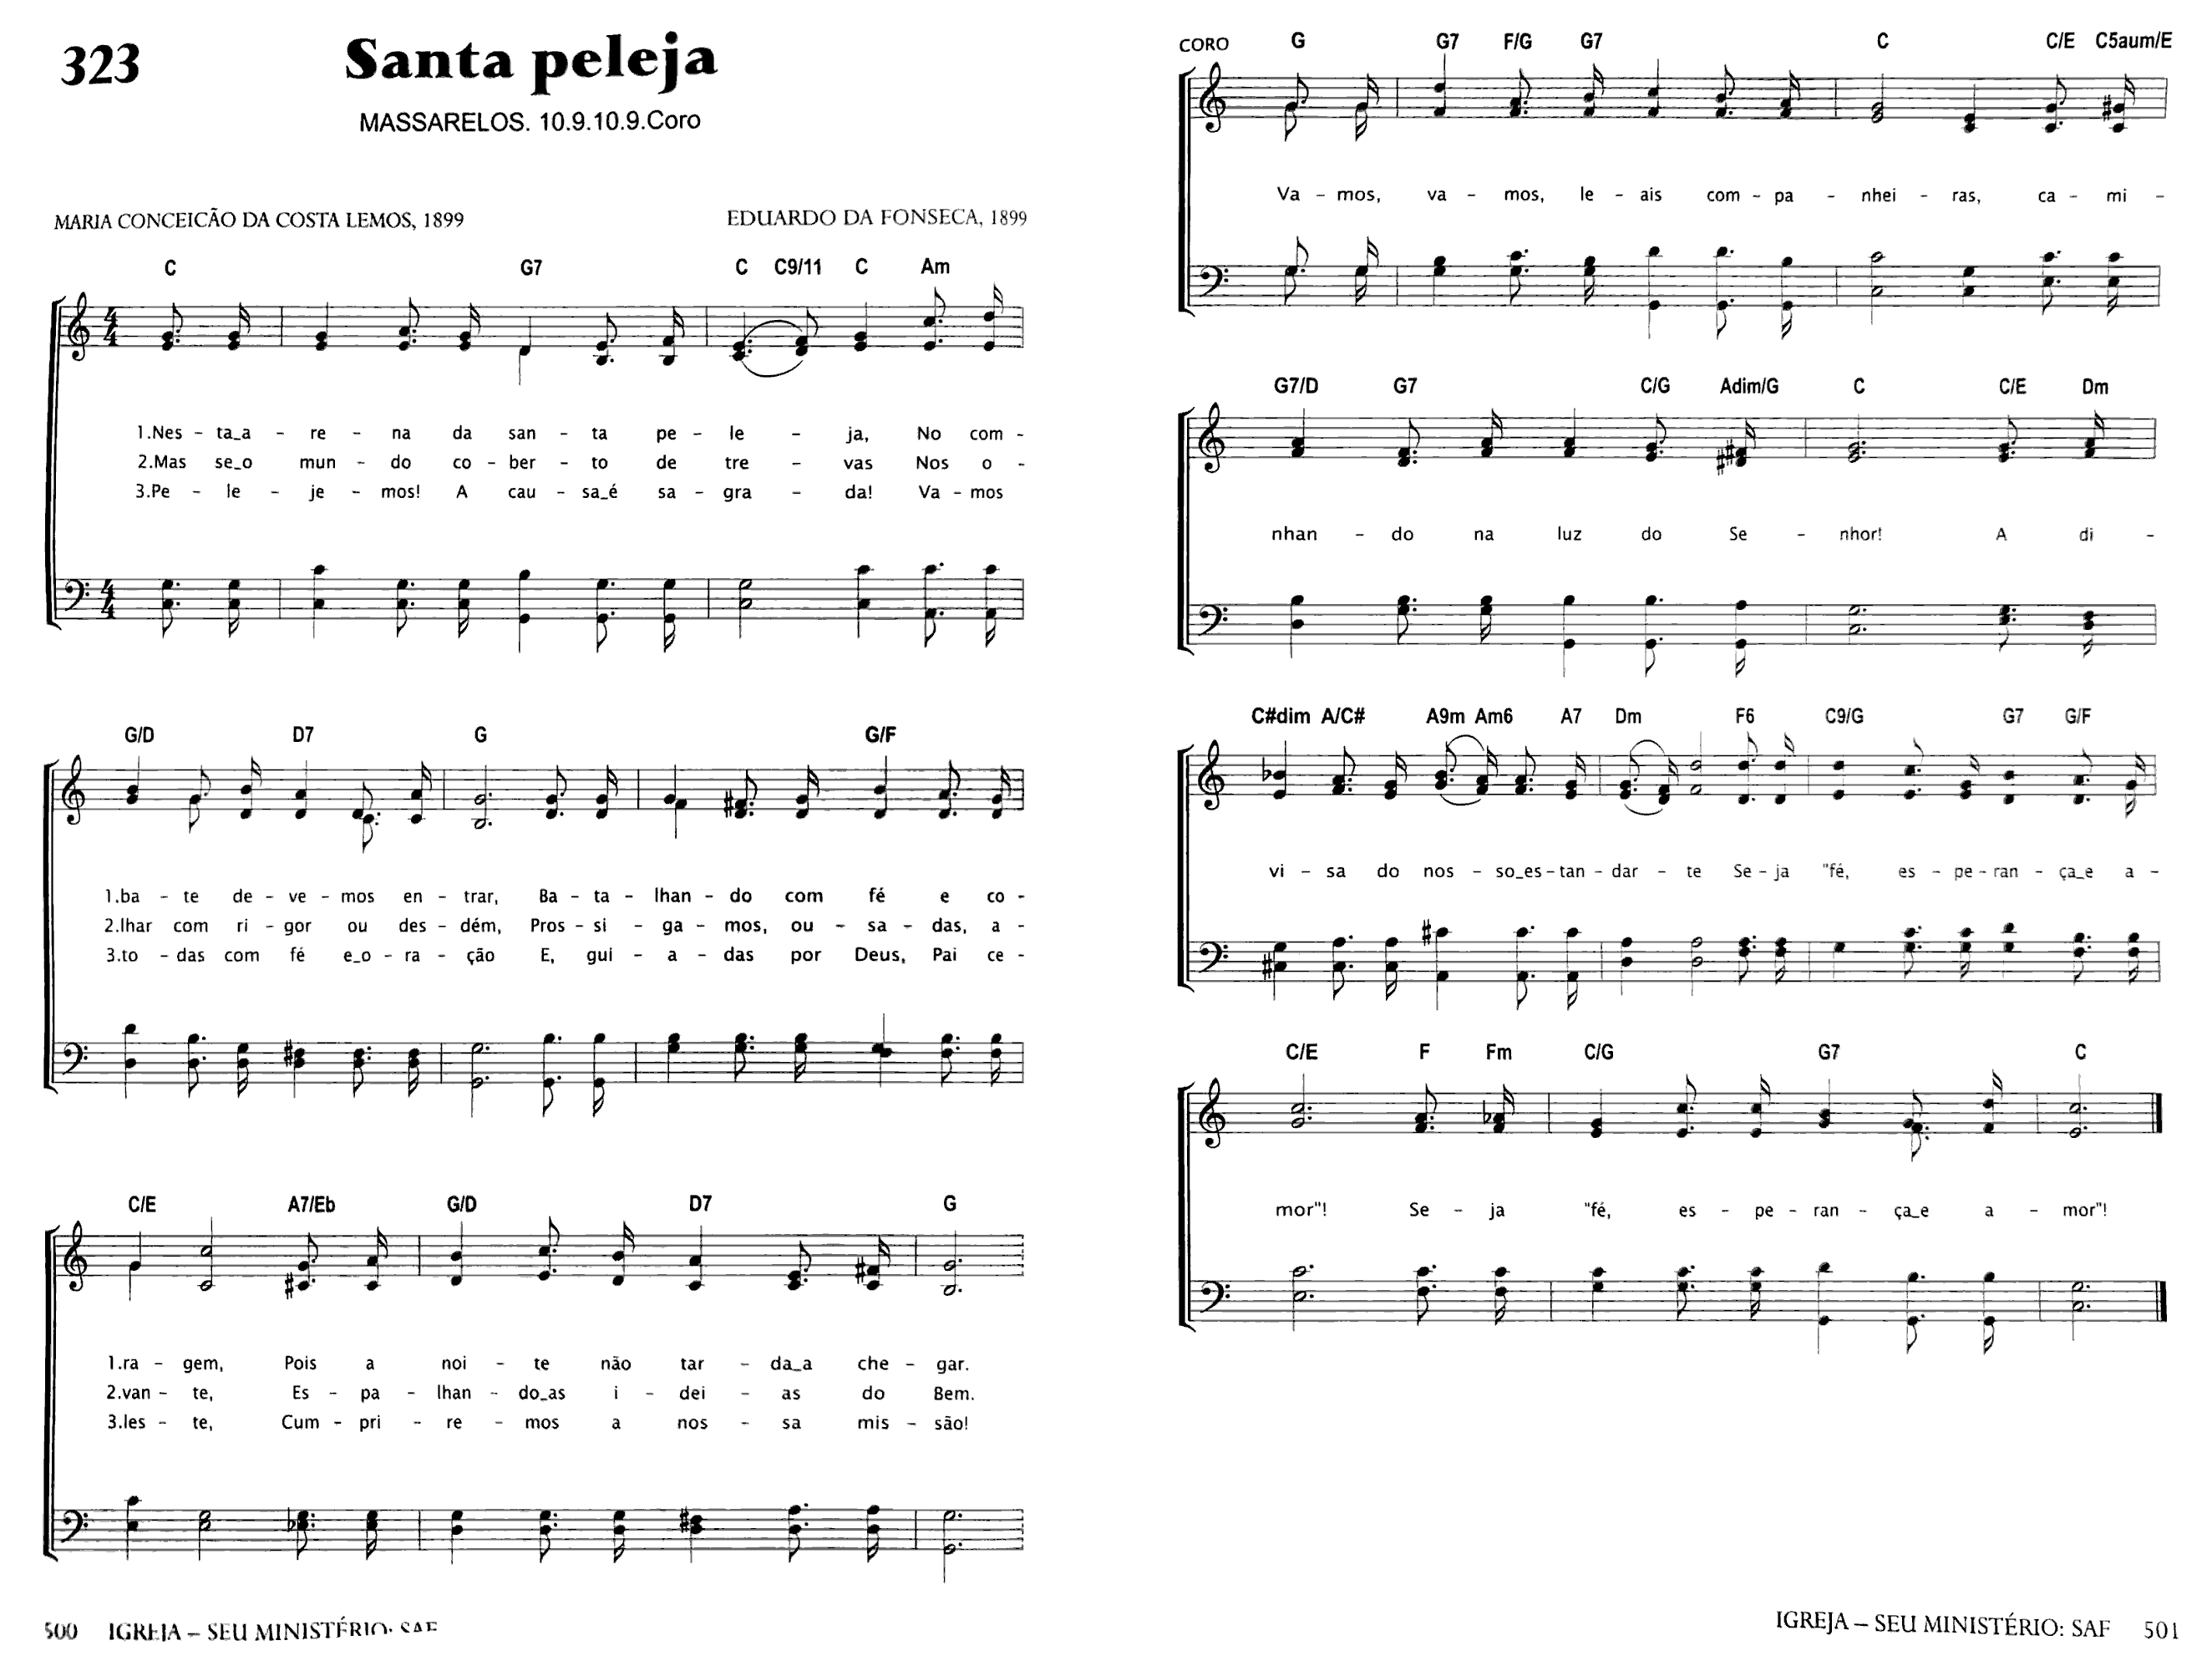 323
Santa peleja
MASSARELOS. 10.9.10.9.Coro
MARIA CONCEICÃO DA COSTA LEMOS, 1899
EDUARDO DA FONSECA, 1899
C G7 C C9/11 C Am
4
4
1.Nes - ta_a - re - na da san - ta pe - le - ja, No com -
2.Mas se_o mun - do co - ber - to de tre - vas Nos o -
3.Pe - le - je - mos! A cau - sa_é sa - gra - da! Va - mos
4
4
G/D D7 G G/F
1.ba - te de - ve - mos en - trar, Ba - ta - lhan - do com fé e co -
2.lhar com ri - gor ou des - dém, Pros - si - ga - mos, ou - sa - das, a -
3.to - das com fé e_o - ra - ção E, gui - a - das por Deus, Pai ce -
C/E A7/Eb G/D D7 G
1.ra - gem, Pois a noi - te não tar - da_a che - gar.
2.van - te, Es - pa - lhan - do_as i - dei - as do Bem.
3.les - te, Cum - pri - re - mos a nos - sa mis - são!
500 IGREJA – SEU MINISTÉRIO: SAF
CORO G G7 F/G G7 C C/E C5aum/E
Va - mos, va - mos, le - ais com - pa - nhei - ras, ca - mi -
G7/D G7 C/G Adim/G C C/E Dm
nhan - do na luz do Se - nhor! A di -
C#dim A/C# A9m Am6 A7 Dm F6 C9/G G7 G/F
vi - sa do nos - so_es - tan - dar - te Se - ja "fé, es - pe - ran - ça_e a -
C/E F Fm C/G G7 C
mor"! Se - ja "fé, es - pe - ran - ça_e a - mor"!
IGREJA – SEU MINISTÉRIO: SAF 501